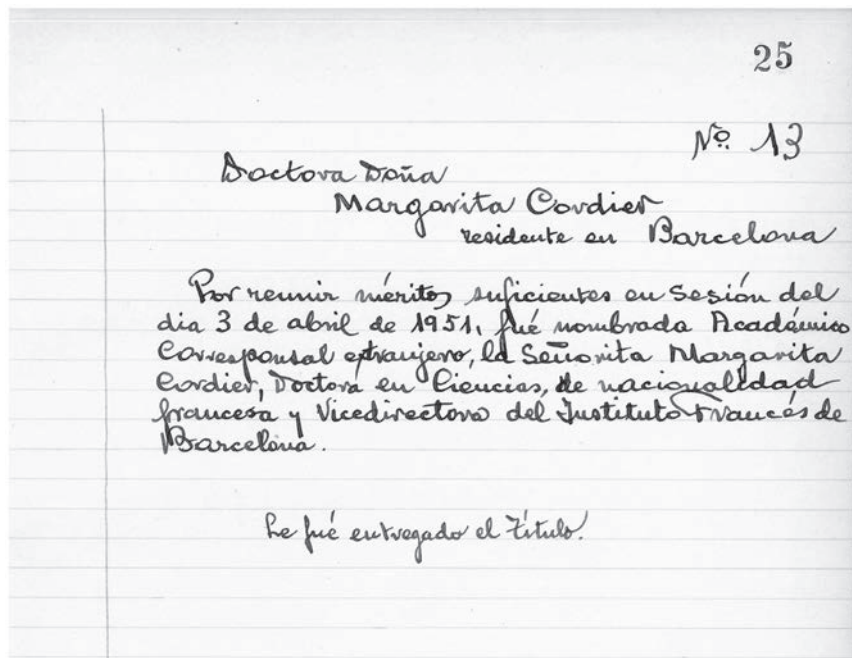 25
Nº 13
Doctora Doña
Margarita Cordier
residente en Barcelona
Por reunir méritos suficientes en Sesión del
dia 3 de abril de 1951, fué nombrada Académico
Corresponsal extranjero, la Señorita Margarita
Cordier, Doctora en Ciencias, de nacionalidad
francesa y Vicedirectora del Instituto Francés de
Barcelona.
Le fué entregado el Título.